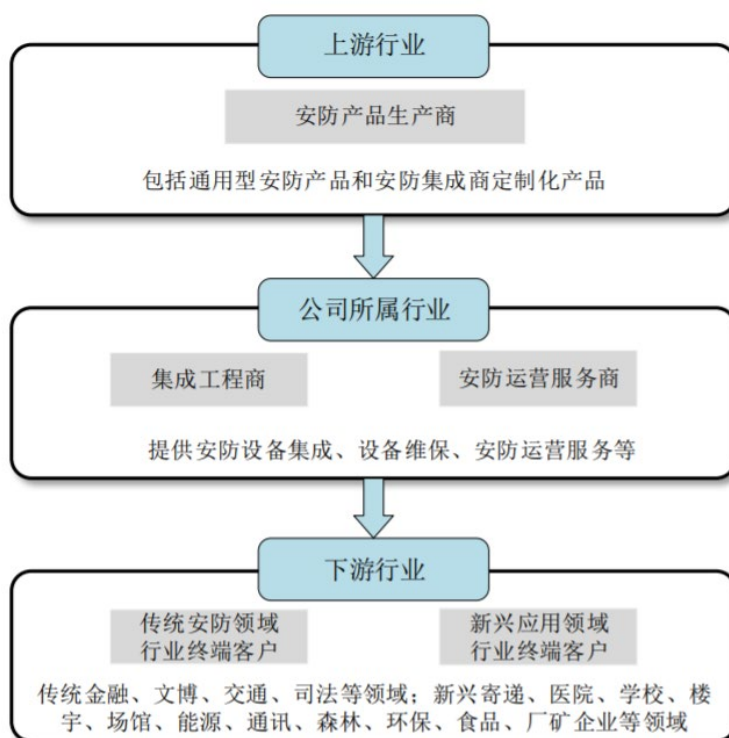 上游行业
安防产品生产商
包括通用型安防产品和安防集成商定制化产品
公司所属行业
集成工程商
安防运营服务商
提供安防设备集成、设备维保、安防运营服务等
下游行业
传统安防领域
行业终端客户
新兴应用领域
行业终端客户
传统金融、文博、交通、司法等领域；新兴寄递、医院、学校、楼
宇、场馆、能源、通讯、森林、环保、食品、厂矿企业等领域